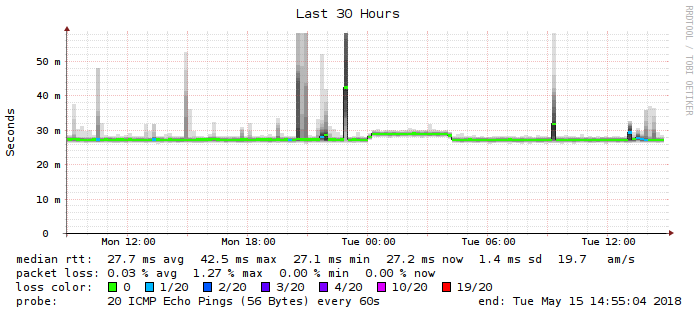 Last 30 Hours
RRDTOOL / TOBI OETIKER
Seconds
50 m
40 m
30 m
20 m
10 m
0
Mon 12:00 Mon 18:00 Tue 00:00 Tue 06:00 Tue 12:00
median rtt: 27.7 ms avg 42.5 ms max 27.1 ms min 27.2 ms now 1.4 ms sd 19.7 am/s
packet loss: 0.03 % avg 1.27 % max 0.00 % min 0.00 % now
loss color: 0 1/20 2/20 3/20 4/20 10/20 19/20
probe: 20 ICMP Echo Pings (56 Bytes) every 60s end: Tue May 15 14:55:04 2018